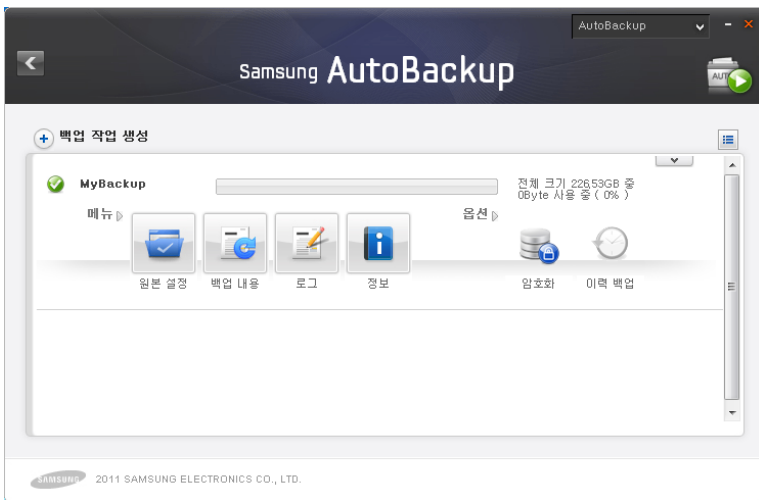 AutoBackup
samsung AutoBackup
AUTO
백업 작업 생성
MyBackup
전체 크기 226,53GB 중
0Byte 사용 중 ( 0% )
메뉴
옵션
원본 설정
백업 내용
로그
정보
암호화
이력 백업
SAMSUNG
2011 SAMSUNG ELECTRONICS CO., LTD.